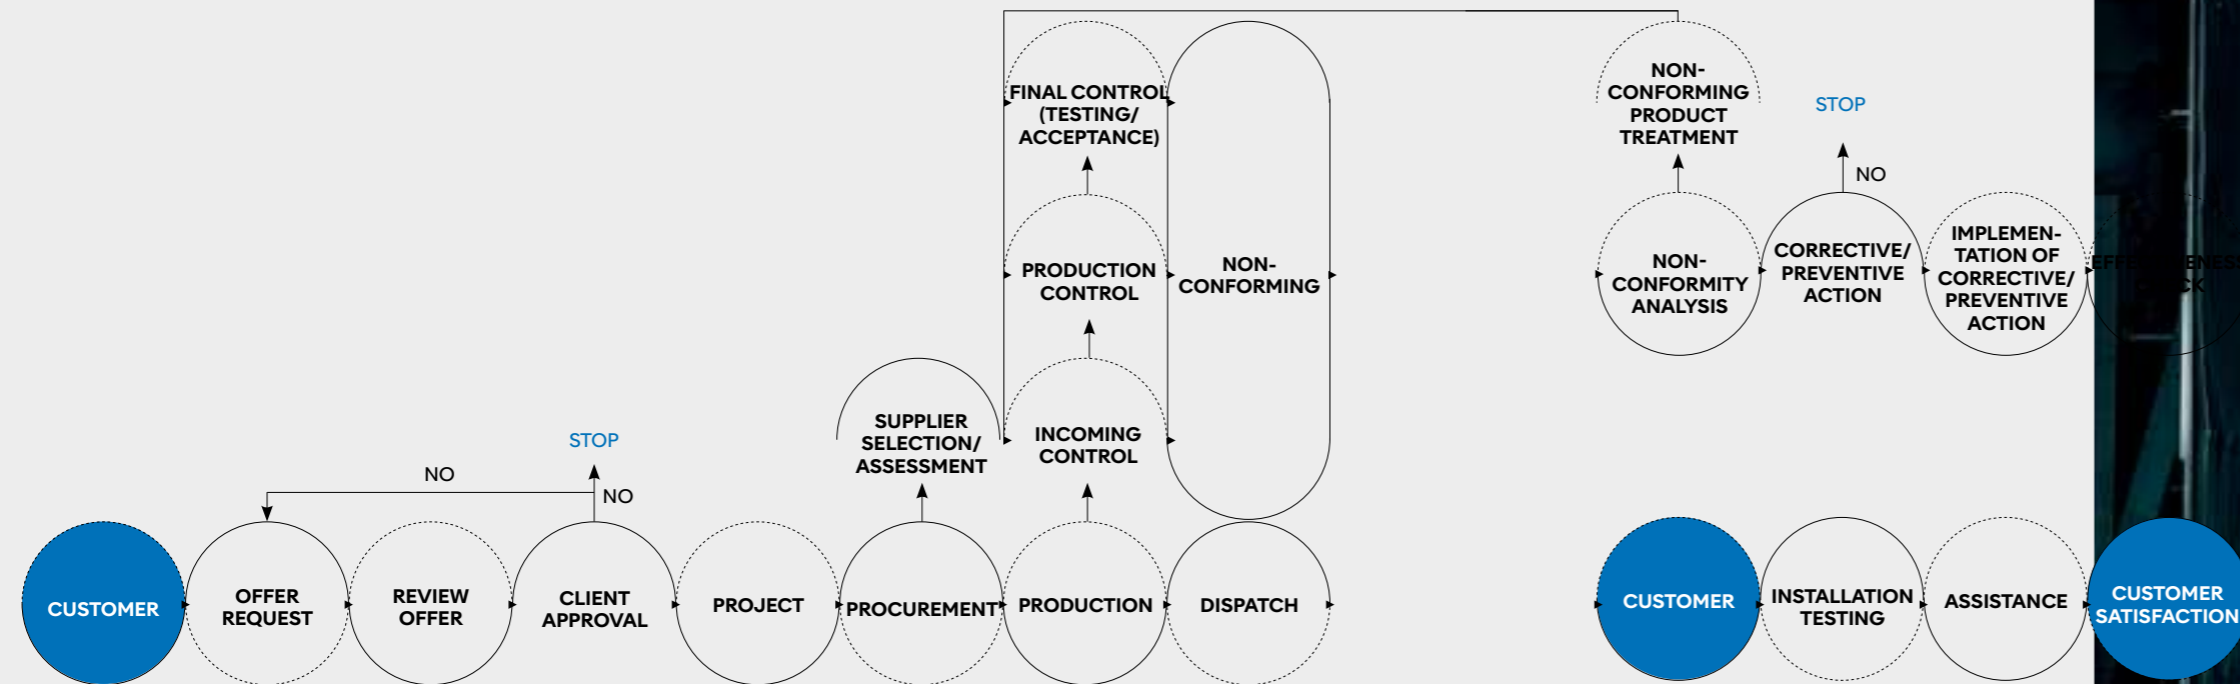 FINAL CONTROL
(TESTING/
ACCEPTANCE)
NON-
CONFORMING
PRODUCT
TREATMENT
STOP
NO
PRODUCTION
CONTROL
NON-
CONFORMING
NON-
CONFORMITY
ANALYSIS
CORRECTIVE/
PREVENTIVE
ACTION
IMPLEMEN-
TATION OF
CORRECTIVE/
PREVENTIVE
ACTION
SUPPLIER
SELECTION/
ASSESSMENT
INCOMING
CONTROL
STOP
NO
NO
CUSTOMER
OFFER
REQUEST
REVIEW
OFFER
CLIENT
APPROVAL
PROJECT
PROCUREMENT
PRODUCTION
DISPATCH
CUSTOMER
INSTALLATION
TESTING
ASSISTANCE
CUSTOMER
SATISFACTION